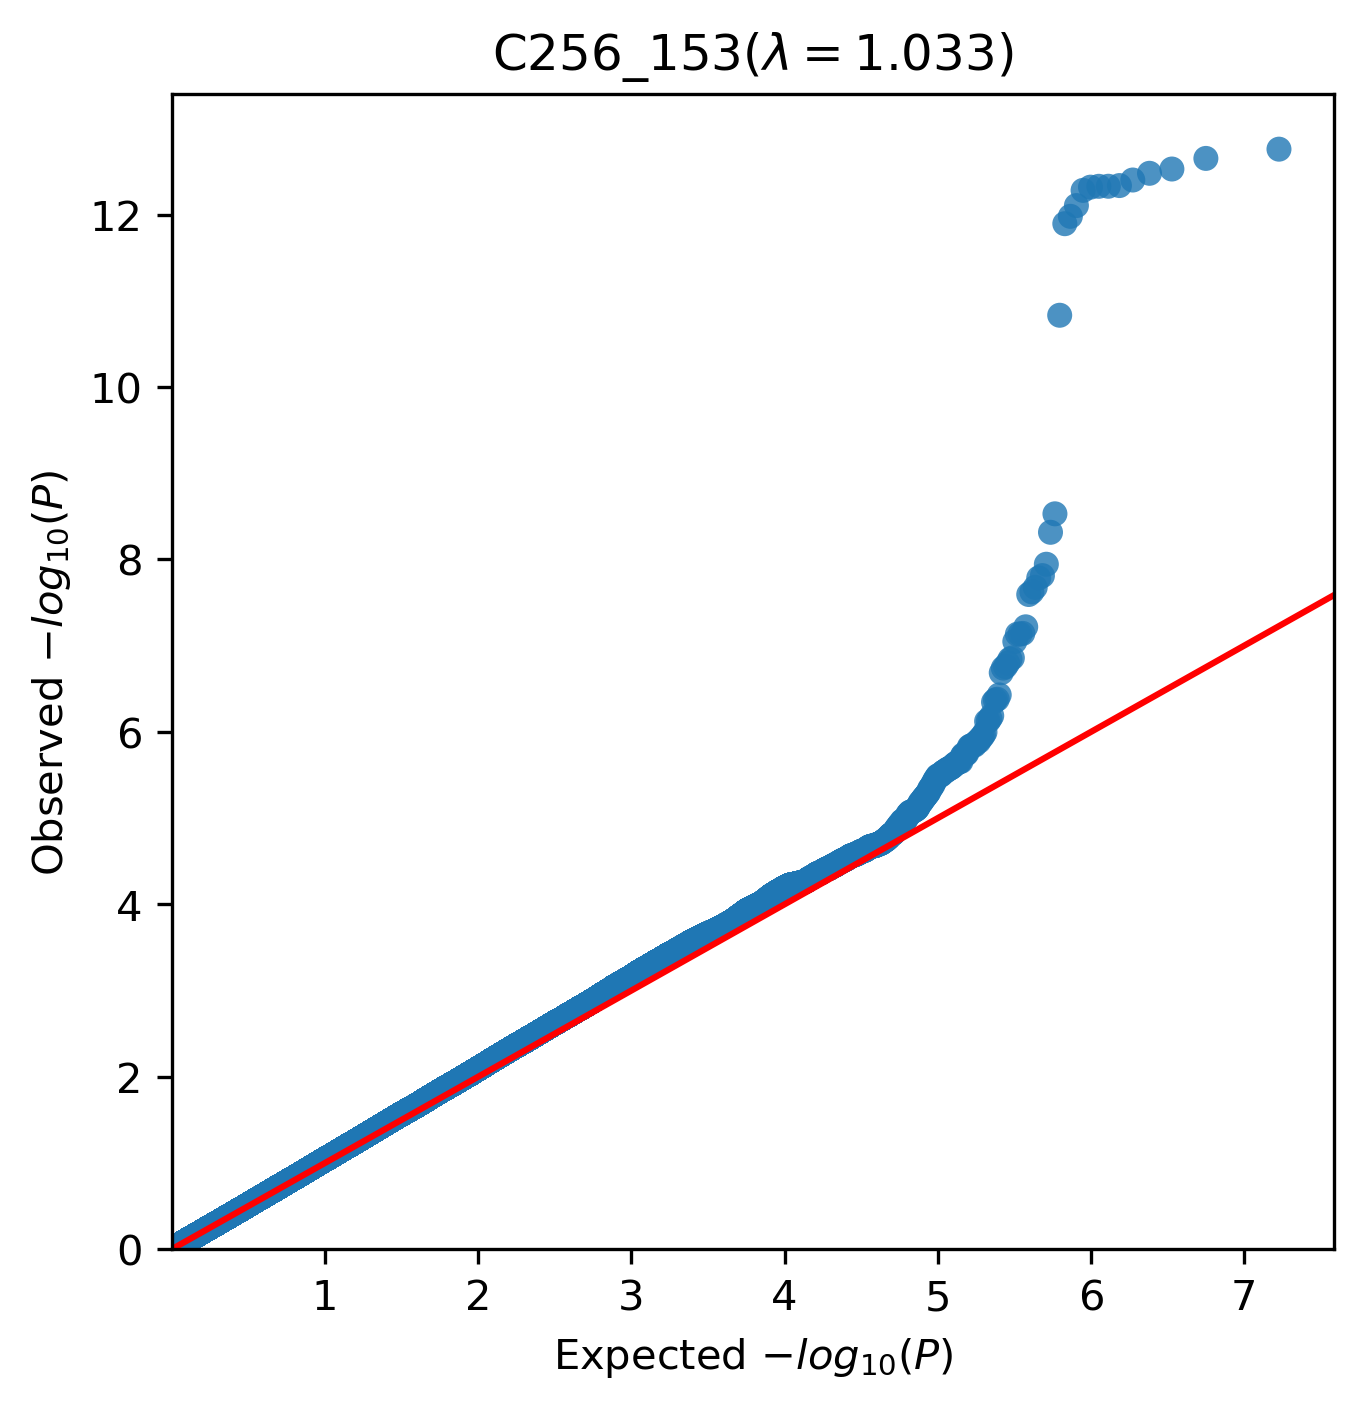 C256_153(λ = 1.033)
Observed −log₁₀(P)
12
10
8
6
4
2
0
1 2 3 4 5 6 7
Expected −log₁₀(P)